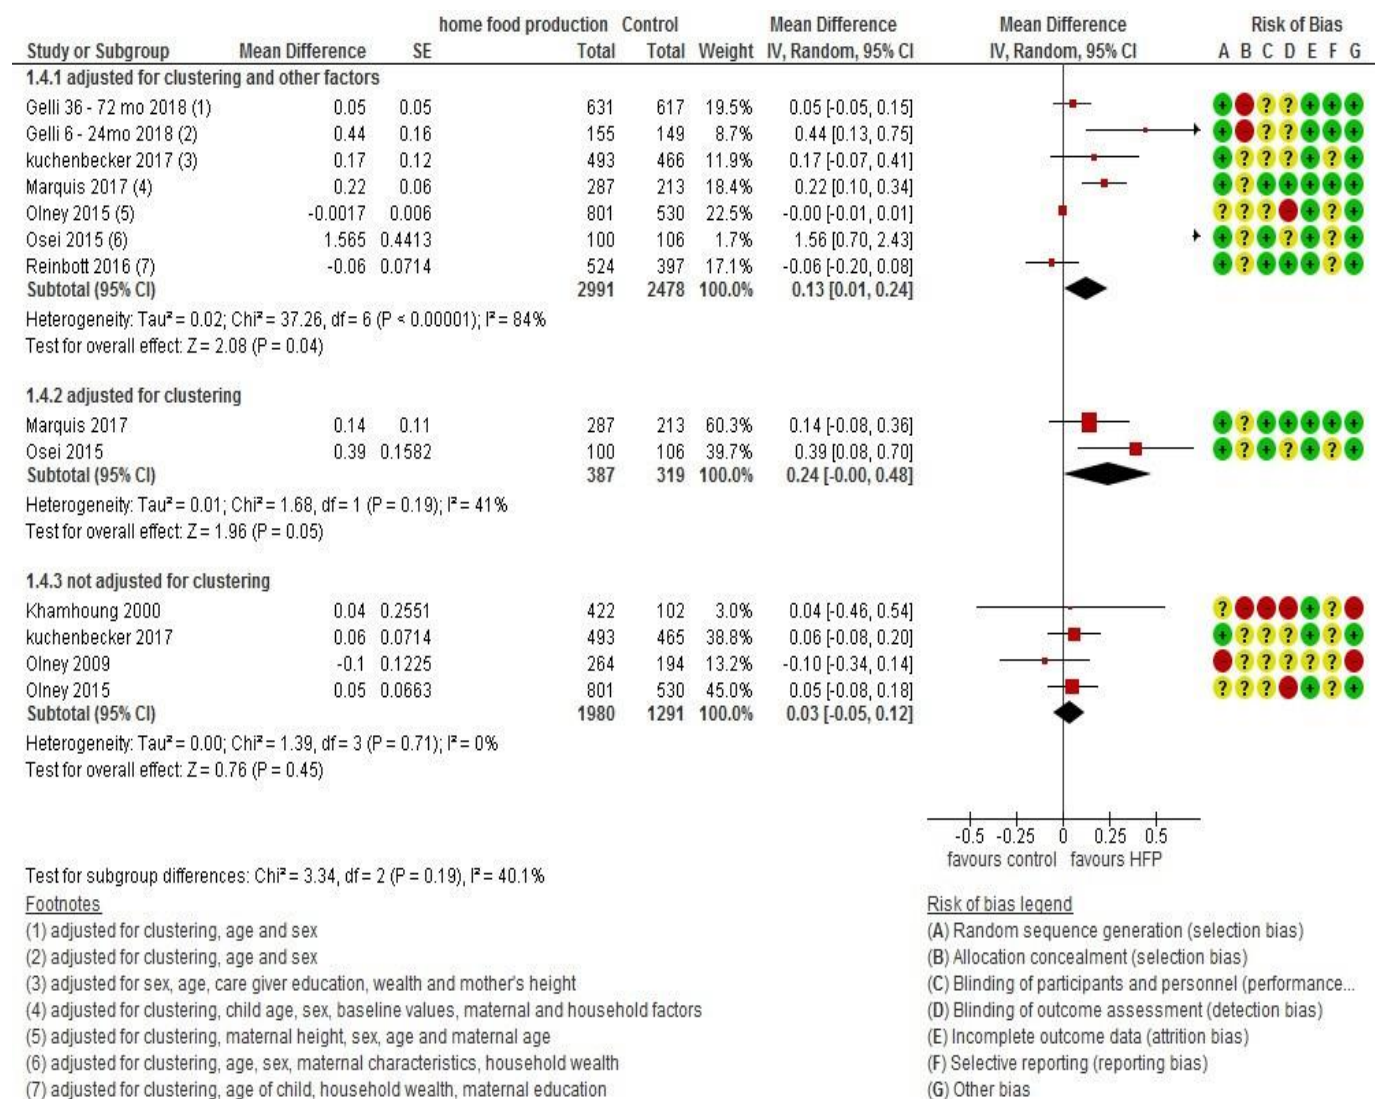 home food production Control Mean Difference Mean Difference Risk of Bias
Study or Subgroup Mean Difference SE Total Total Weight IV, Random, 95% CI IV, Random, 95% CI A B C D E F G
1.4.1 adjusted for clustering and other factors
Gelli 36 - 72 mo 2018 (1) 0.05 0.05 631 617 19.5% 0.05 [-0.05, 0.15] + - ? ? + + +
Gelli 6 - 24mo 2018 (2) 0.44 0.16 155 149 8.7% 0.44 [0.13, 0.75] + - ? ? + + +
kuchenbecker 2017 (3) 0.17 0.12 493 466 11.9% 0.17 [-0.07, 0.41] + ? ? ? + ? +
Marquis 2017 (4) 0.22 0.06 287 213 18.4% 0.22 [0.10, 0.34] + ? + + + + +
Olney 2015 (5) -0.0017 0.006 801 530 22.5% -0.00 [-0.01, 0.01] ? ? ? - + ? +
Osei 2015 (6) 1.565 0.4413 100 106 1.7% 1.56 [0.70, 2.43] + ? + ? + ? +
Reinbott 2016 (7) -0.06 0.0714 524 397 17.1% -0.06 [-0.20, 0.08] + ? + + + ? +
Subtotal (95% CI) 2991 2478 100.0% 0.13 [0.01, 0.24]
Heterogeneity: Tau² = 0.02; Chi² = 37.26, df = 6 (P < 0.00001); I² = 84%
Test for overall effect: Z = 2.08 (P = 0.04)
1.4.2 adjusted for clustering
Marquis 2017 0.14 0.11 287 213 60.3% 0.14 [-0.08, 0.36] + ? + + + + +
Osei 2015 0.39 0.1582 100 106 39.7% 0.39 [0.08, 0.70] + ? + ? + ? +
Subtotal (95% CI) 387 319 100.0% 0.24 [-0.00, 0.48]
Heterogeneity: Tau² = 0.01; Chi² = 1.68, df = 1 (P = 0.19); I² = 41%
Test for overall effect: Z = 1.96 (P = 0.05)
1.4.3 not adjusted for clustering
Khamhoung 2000 0.04 0.2551 422 102 3.0% 0.04 [-0.46, 0.54] ? - - - + ? -
kuchenbecker 2017 0.06 0.0714 493 465 38.8% 0.06 [-0.08, 0.20] + ? ? ? + ? +
Olney 2009 -0.1 0.1225 264 194 13.2% -0.10 [-0.34, 0.14] - ? ? ? ? ? -
Olney 2015 0.05 0.0663 801 530 45.0% 0.05 [-0.08, 0.18] ? ? ? - + ? +
Subtotal (95% CI) 1980 1291 100.0% 0.03 [-0.05, 0.12]
Heterogeneity: Tau² = 0.00; Chi² = 1.39, df = 3 (P = 0.71); I² = 0%
Test for overall effect: Z = 0.76 (P = 0.45)
-0.5 -0.25 0 0.25 0.5
favours control favours HFP
Test for subgroup differences: Chi² = 3.34, df = 2 (P = 0.19), I² = 40.1%
Footnotes
(1) adjusted for clustering, age and sex
(2) adjusted for clustering, age and sex
(3) adjusted for sex, age, care giver education, wealth and mother's height
(4) adjusted for clustering, child age, sex, baseline values, maternal and household factors
(5) adjusted for clustering, maternal height, sex, age and maternal age
(6) adjusted for clustering, age, sex, maternal characteristics, household wealth
(7) adjusted for clustering, age of child, household wealth, maternal education
Risk of bias legend
(A) Random sequence generation (selection bias)
(B) Allocation concealment (selection bias)
(C) Blinding of participants and personnel (performance...
(D) Blinding of outcome assessment (detection bias)
(E) Incomplete outcome data (attrition bias)
(F) Selective reporting (reporting bias)
(G) Other bias